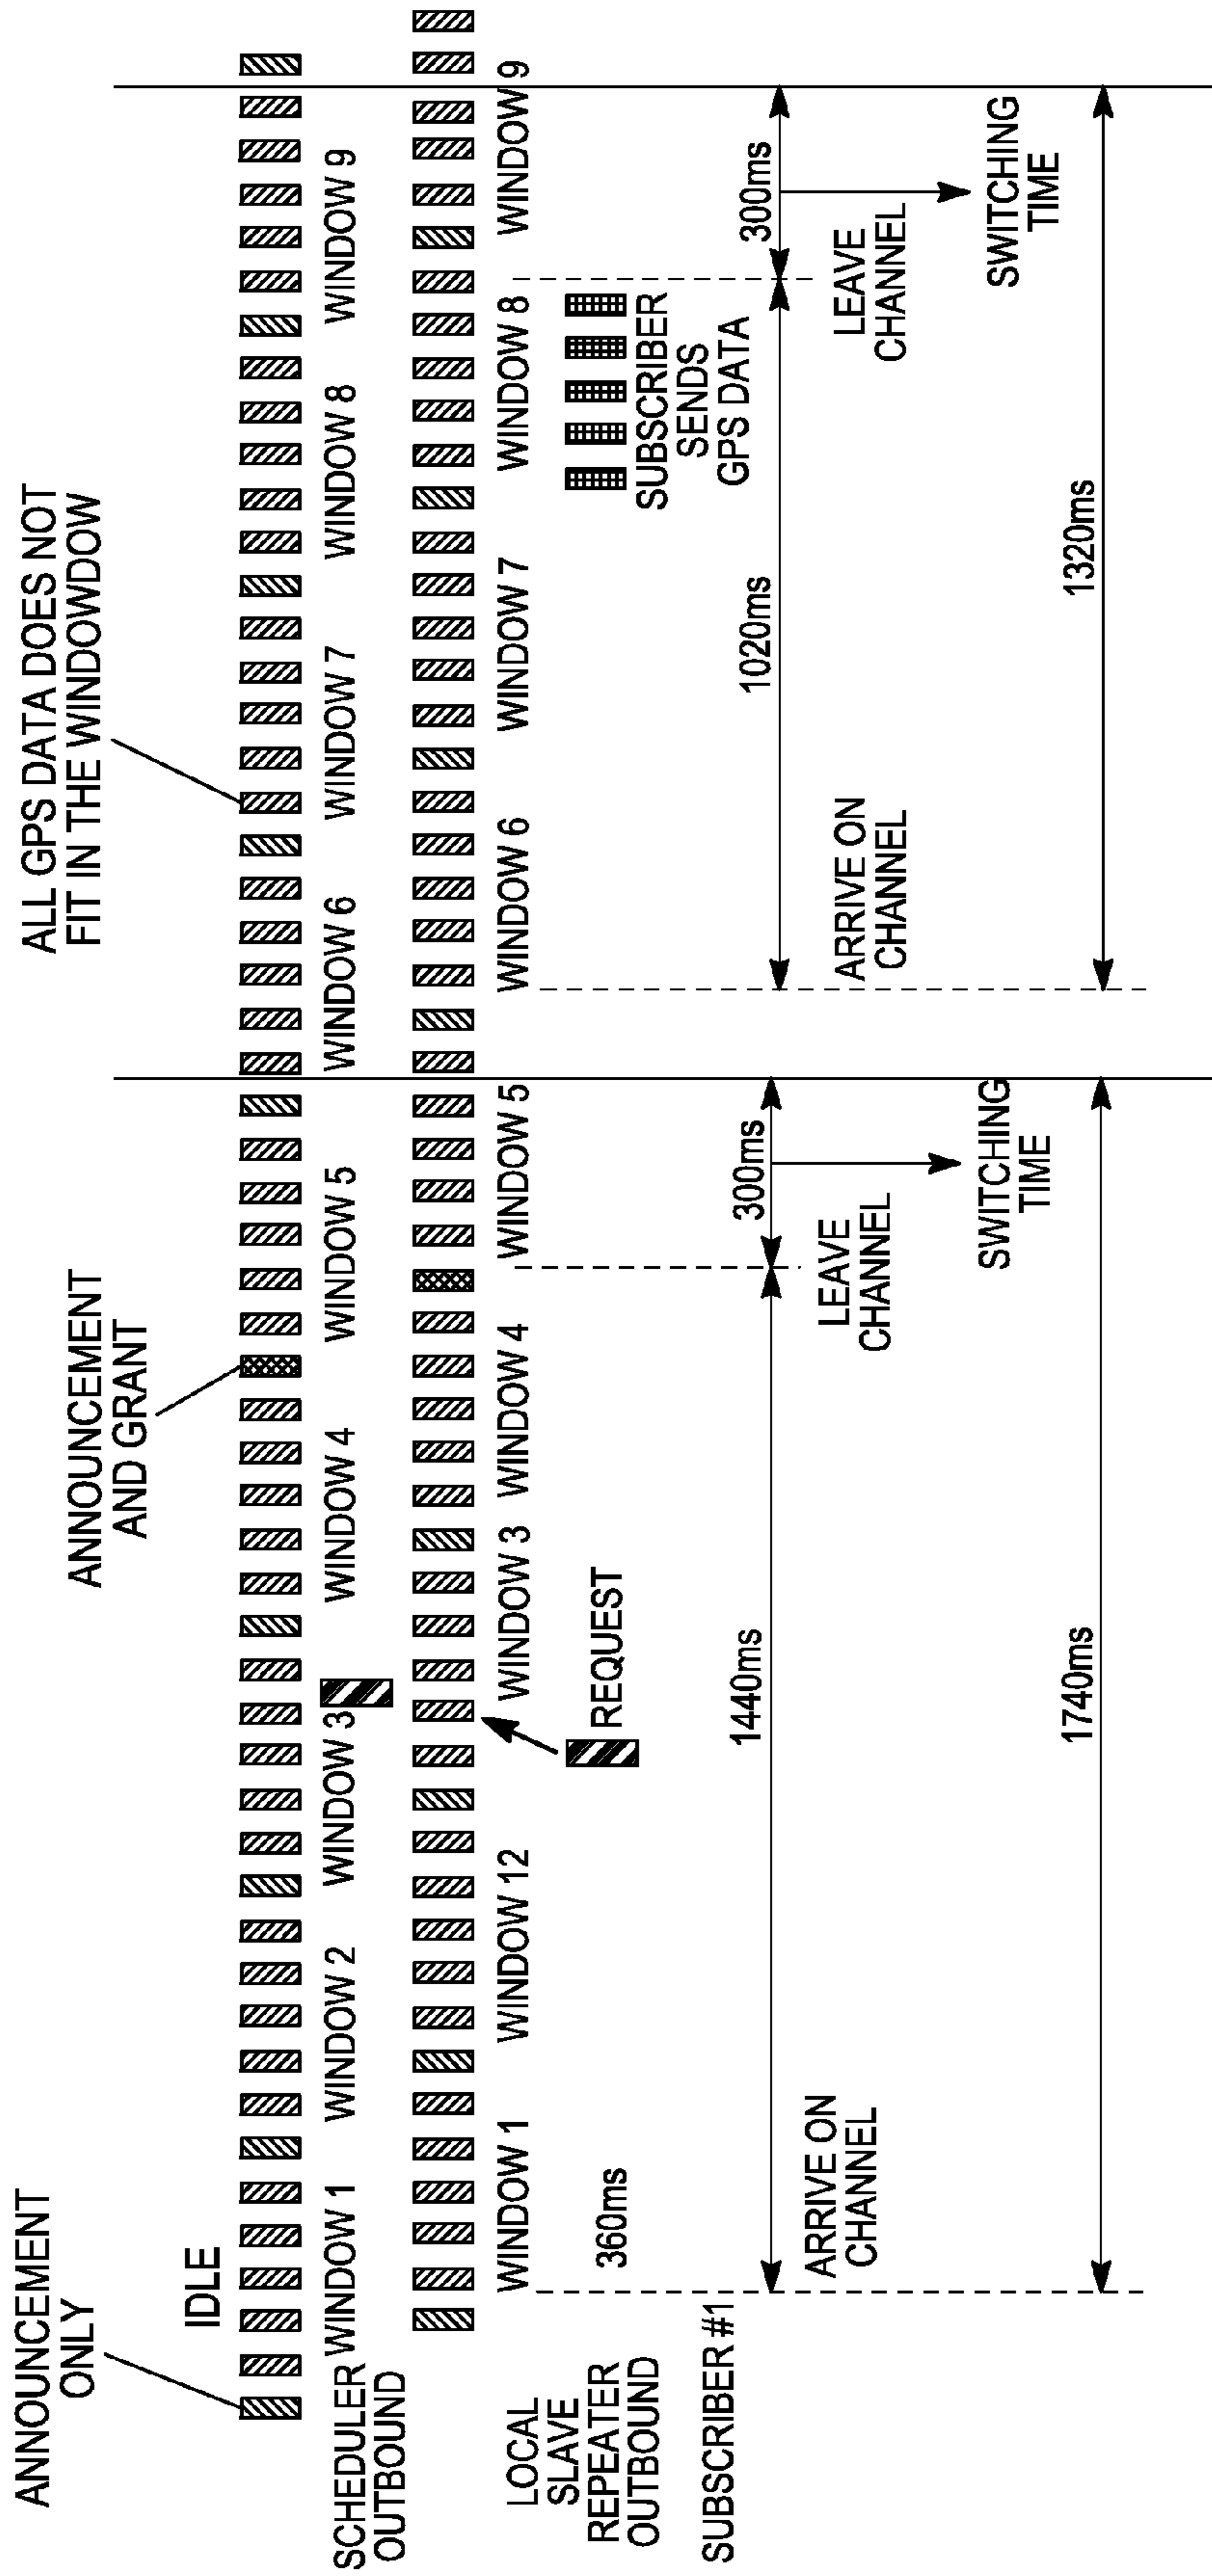 ANNOUNCEMENT
ONLY
ANNOUNCEMENT
AND GRANT
ALL GPS DATA DOES NOT
FIT IN THE WINDOWDOW
IDLE
SCHEDULER
OUTBOUND
WINDOW 1
WINDOW 2
WINDOW 3
WINDOW 4
WINDOW 5
WINDOW 6
WINDOW 7
WINDOW 8
WINDOW 9
LOCAL
SLAVE
REPEATER
OUTBOUND
WINDOW 1
WINDOW 12
WINDOW 3
WINDOW 4
WINDOW 5
WINDOW 6
WINDOW 7
WINDOW 8
WINDOW 9
360ms
REQUEST
SUBSCRIBER
SENDS
GPS DATA
SUBSCRIBER #1
1440ms
300ms
1020ms
300ms
ARRIVE ON
CHANNEL
LEAVE
CHANNEL
ARRIVE ON
CHANNEL
LEAVE
CHANNEL
SWITCHING
TIME
SWITCHING
TIME
1740ms
1320ms